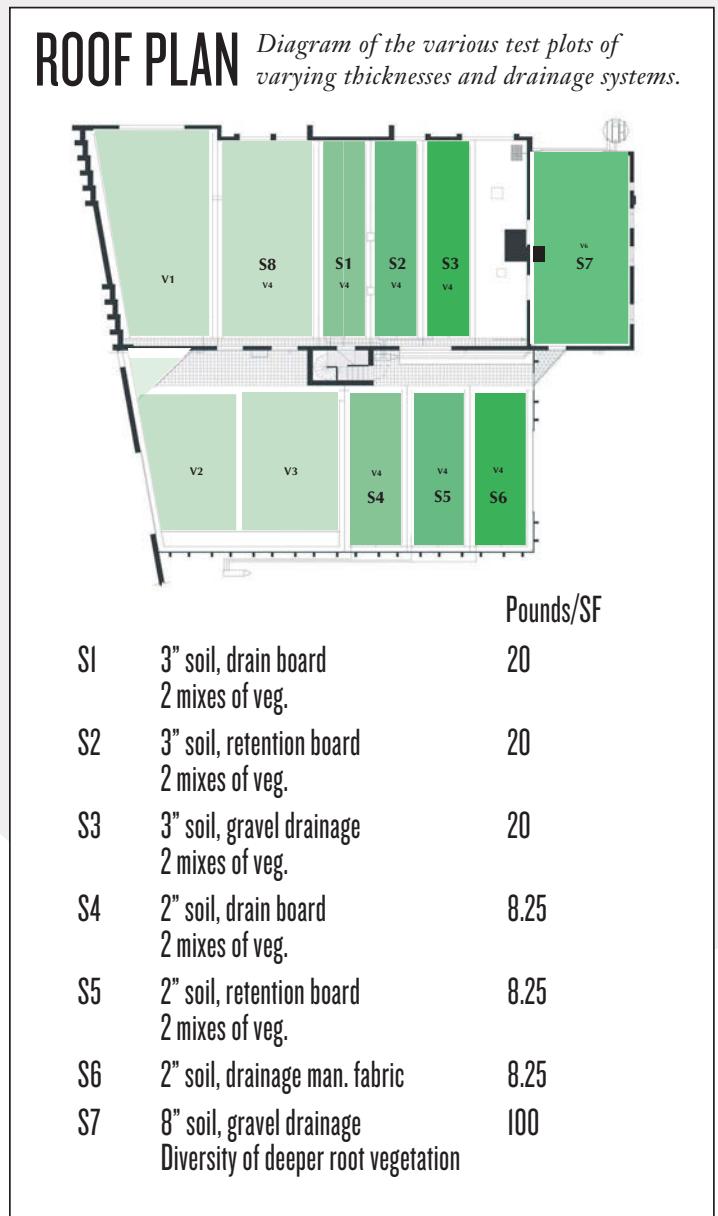 ROOF PLAN
Diagram of the various test plots of
varying thicknesses and drainage systems.
V1
S8
V4
S1
V4
S2
V4
S3
V4
V6
S7
V2
V3
V4
S4
V4
S5
V4
S6
Pounds/SF
S1 3” soil, drain board 20
2 mixes of veg.
S2 3” soil, retention board 20
2 mixes of veg.
S3 3” soil, gravel drainage 20
2 mixes of veg.
S4 2” soil, drain board 8.25
2 mixes of veg.
S5 2” soil, retention board 8.25
2 mixes of veg.
S6 2” soil, drainage man. fabric 8.25
S7 8” soil, gravel drainage 100
Diversity of deeper root vegetation